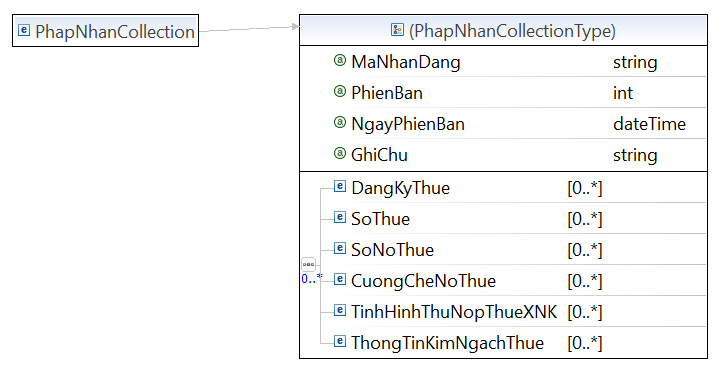 PhapNhanCollection
(PhapNhanCollectionType)
MaNhanDang string
PhienBan int
NgayPhienBan dateTime
GhiChu string
DangKyThue [0..*]
SoThue [0..*]
SoNoThue [0..*]
0..*
CuongCheNoThue [0..*]
TinhHinhThuNopThueXNK [0..*]
ThongTinKimNgachThue [0..*]